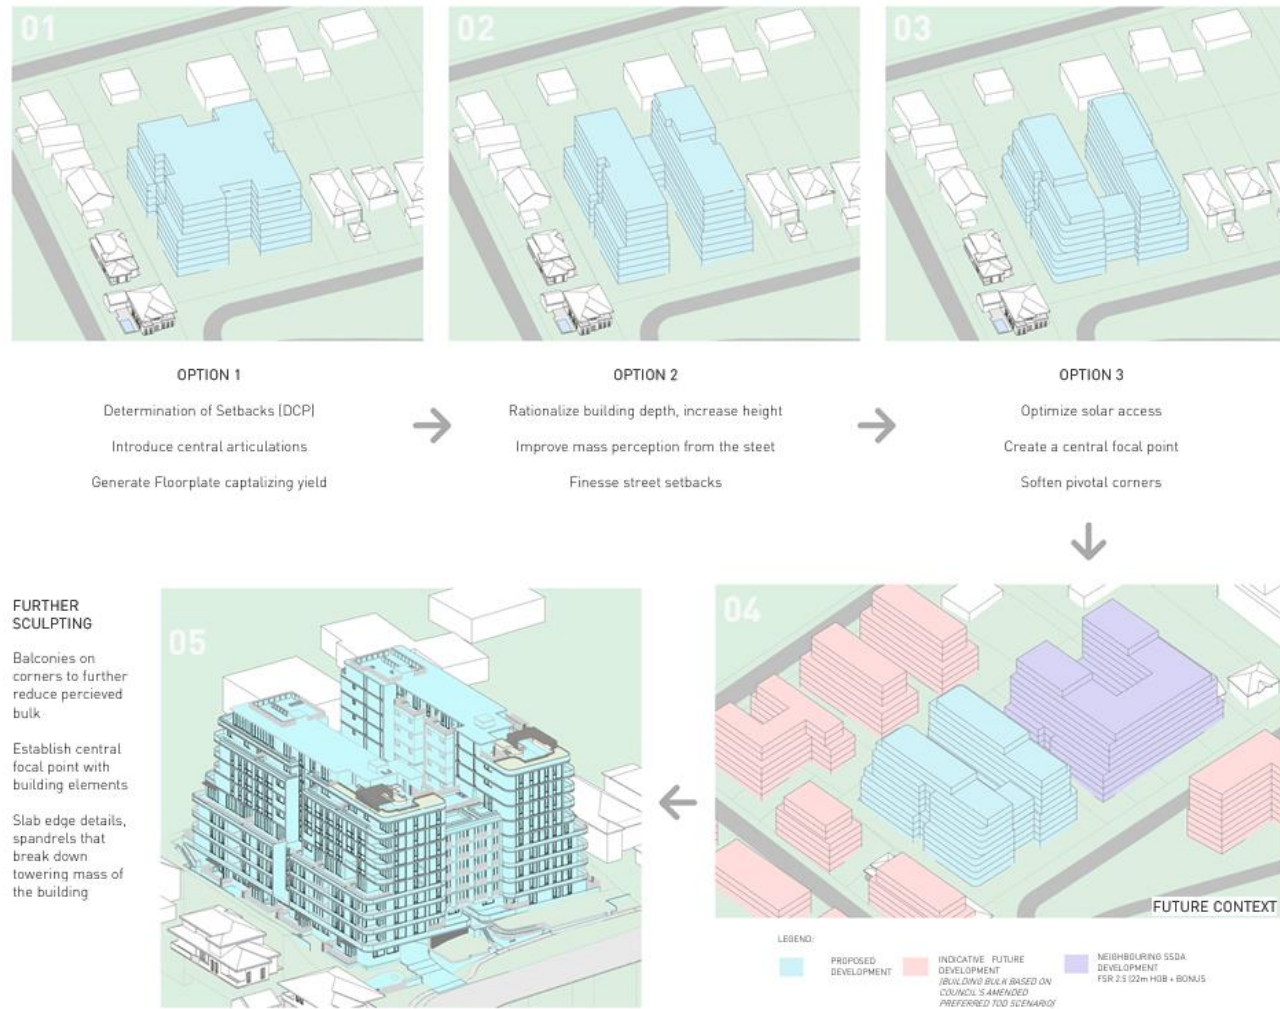 01
02
03
OPTION 1
Determination of Setbacks (DCP)
Introduce central articulations
Generate Floorplate captalizing yield
OPTION 2
Rationalize building depth, increase height
Improve mass perception from the steet
Finesse street setbacks
OPTION 3
Optimize solar access
Create a central focal point
Soften pivotal corners
FURTHER
SCULPTING
Balconies on
corners to further
reduce percieved
bulk
Establish central
focal point with
building elements
Slab edge details,
spandrels that
break down
towering mass of
the building
05
04
FUTURE CONTEXT
LEGEND:
PROPOSED
DEVELOPMENT
INDICATIVE FUTURE
DEVELOPMENT
(BUILDING BULK BASED ON
COUNCIL'S AMENDED
PREFERRED TOD SCENARIO)
NEIGHBOURING SSDA
DEVELOPMENT
FSR 2:5 (22m HOB + BONUS